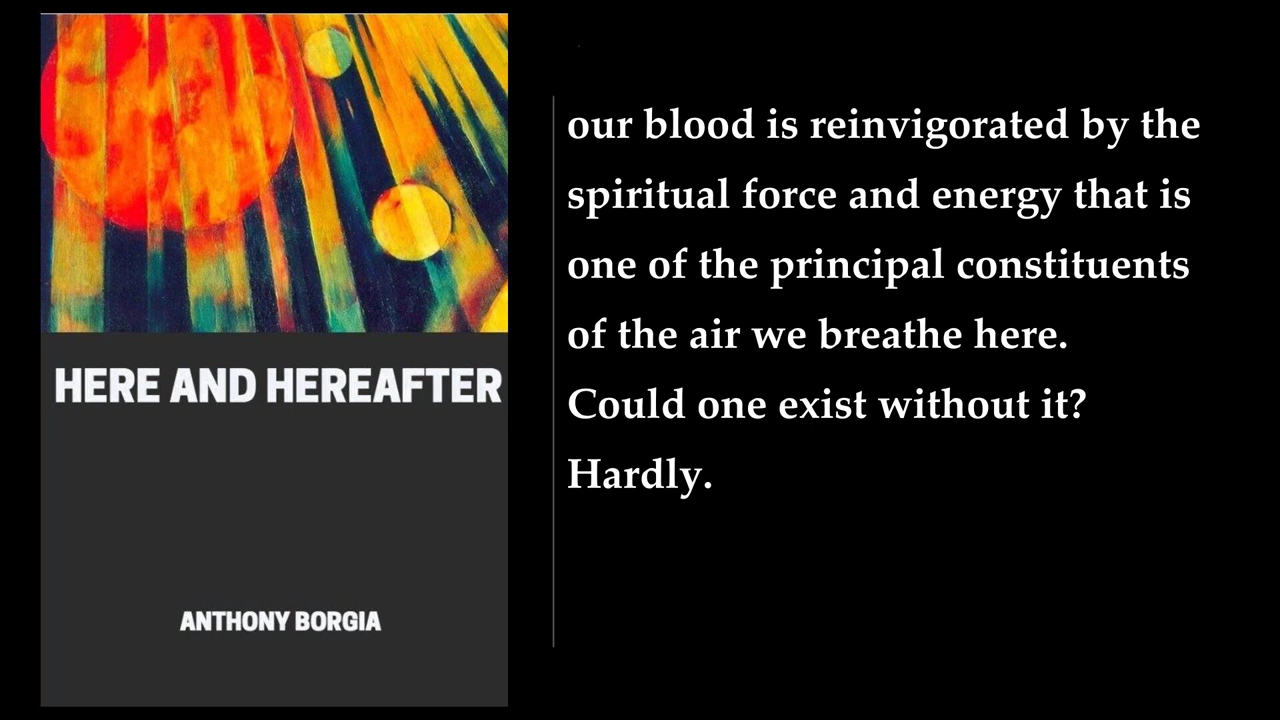 HERE AND HEREAFTER
ANTHONY BORGIA
our blood is reinvigorated by the
spiritual force and energy that is
one of the principal constituents
of the air we breathe here.
Could one exist without it?
Hardly.